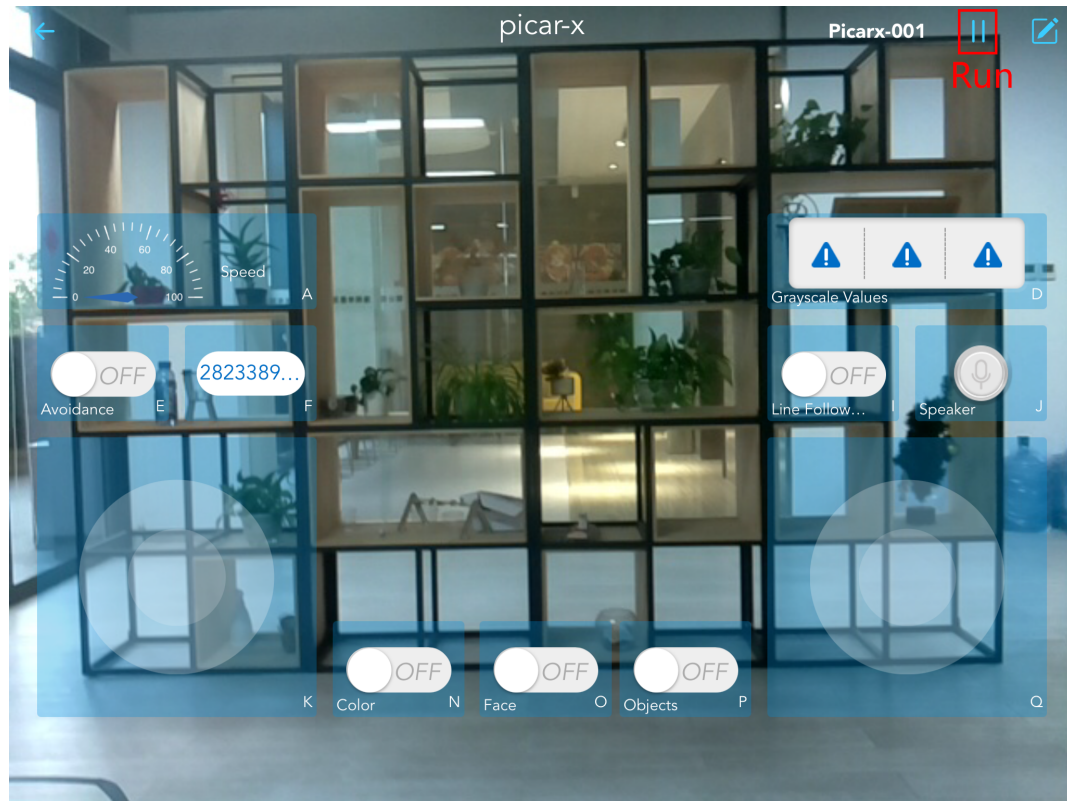 picar-x
Picarx-001
Run
0 20 40 60 80 100
Speed
A
Grayscale Values
D
OFF
Avoidance
E
2823389...
F
OFF
Line Follow...
I
Speaker
J
K
OFF
Color
N
OFF
Face
O
OFF
Objects
P
Q